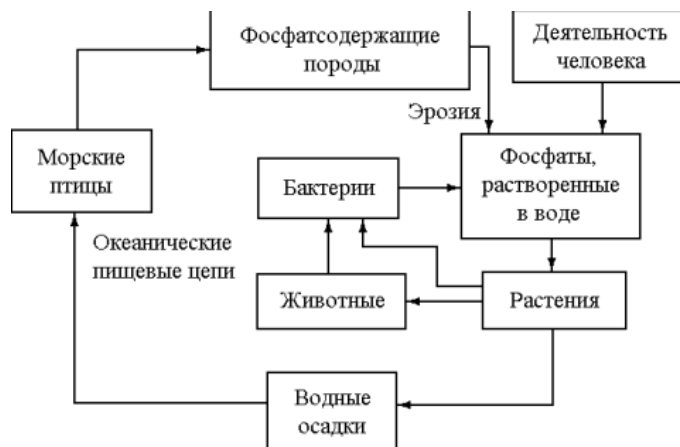 Фосфатсодержащие
породы
Деятельность
человека
Эрозия
Морские
птицы
Бактерии
Фосфаты,
растворенные
в воде
Океанические
пищевые цепи
Животные
Растения
Водные
осадки